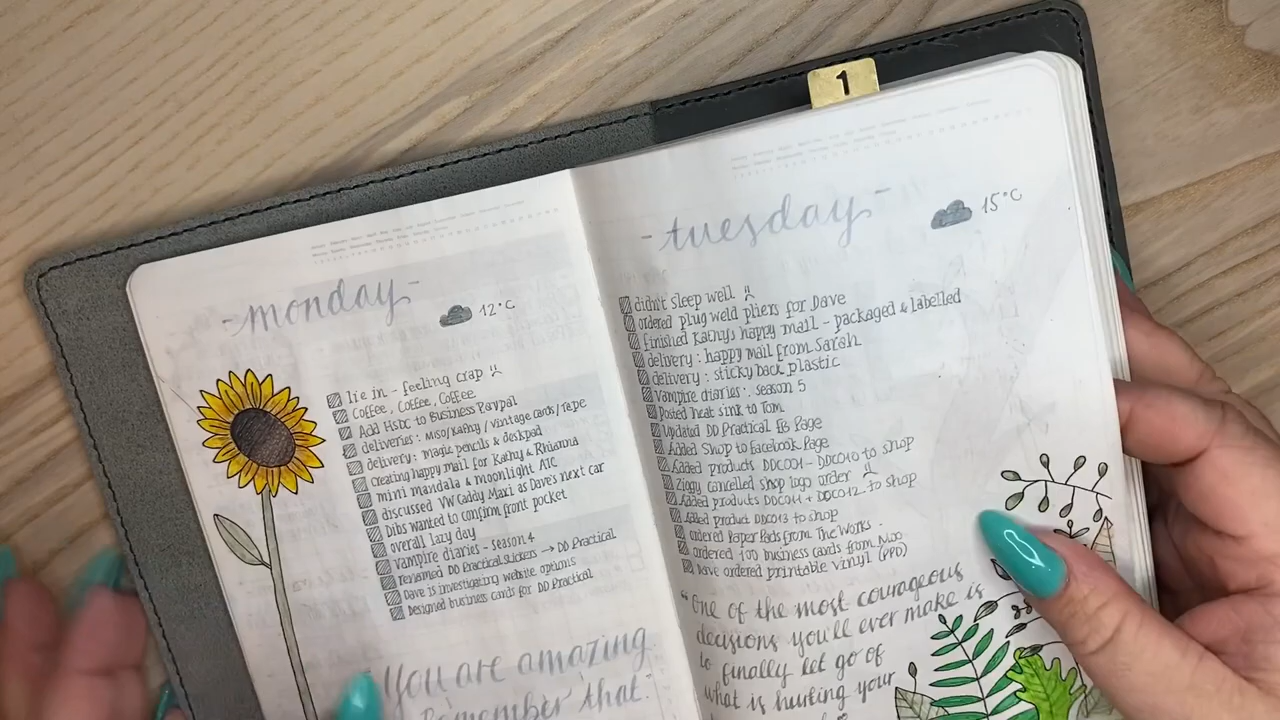 1
-monday-
12°C
lie in - feeling crap
Coffee, Coffee, Coffee
Add HSBC to Business Paypal
deliveries: MISO/Kathy/Vintage cards/Tape
delivery: magic pencils & deskpad
creating happy mail for Kathy & Rhianna
mini mandala & Moonlight ATC
discussed VW Caddy Maxi as Dave's next car
Dibs wanted to confirm front pocket
overall lazy day
vampire diaries - season 4
renamed DD Practical Stickers → DD Practical
Dave is investigating website options
Designed business cards for DD Practical
You are amazing
Remember that.
-tuesday-
15°C
didn't sleep well
ordered plug weld pliers for Dave
finished Kathy's happy mail - packaged & labelled
delivery: happy mail from Sarah
delivery: sticky back plastic
Vampire diaries: season 5
Posted heat sink to Tom
Updated DD Practical FB Page
Added Shop to Facebook Page
Added products DDC001 - DDC010 to shop
Ziggy cancelled shop logo order
Added products DDC011 + DDC012 to shop
Added product DDC013 to shop
ordered Paper Pads from The Works.
ordered 100 business cards from Moo
Dave ordered printable vinyl (PPD)
"One of the most courageous
decisions you'll ever make is
to finally let go of
what is hurting your